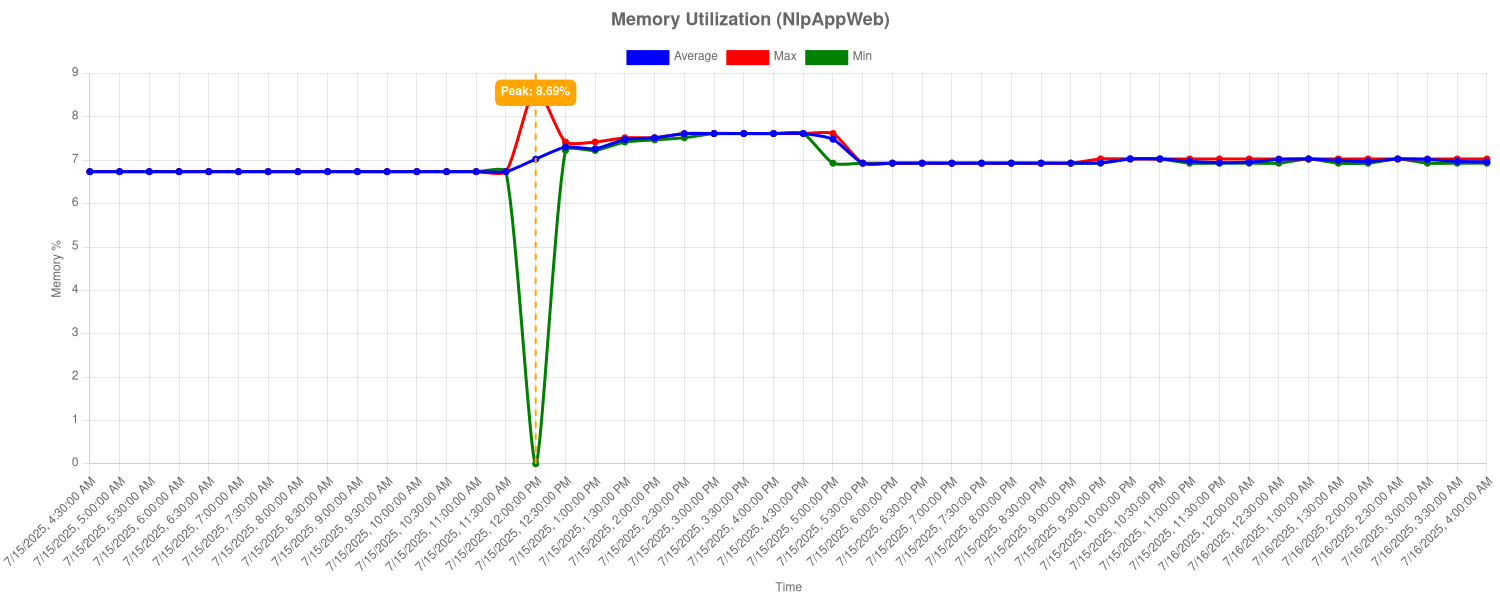 Memory Utilization (NlpAppWeb)
Average Max Min
Peak: 8.69%
9
8
7
6
5
4
3
2
1
0
Memory %
7/15/2025, 4:30:00 AM
7/15/2025, 5:00:00 AM
7/15/2025, 5:30:00 AM
7/15/2025, 6:00:00 AM
7/15/2025, 6:30:00 AM
7/15/2025, 7:00:00 AM
7/15/2025, 7:30:00 AM
7/15/2025, 8:00:00 AM
7/15/2025, 8:30:00 AM
7/15/2025, 9:00:00 AM
7/15/2025, 9:30:00 AM
7/15/2025, 10:00:00 AM
7/15/2025, 10:30:00 AM
7/15/2025, 11:00:00 AM
7/15/2025, 11:30:00 AM
7/15/2025, 12:00:00 PM
7/15/2025, 12:30:00 PM
7/15/2025, 1:00:00 PM
7/15/2025, 1:30:00 PM
7/15/2025, 2:00:00 PM
7/15/2025, 2:30:00 PM
7/15/2025, 3:00:00 PM
7/15/2025, 3:30:00 PM
7/15/2025, 4:00:00 PM
7/15/2025, 4:30:00 PM
7/15/2025, 5:00:00 PM
7/15/2025, 5:30:00 PM
7/15/2025, 6:00:00 PM
7/15/2025, 6:30:00 PM
7/15/2025, 7:00:00 PM
7/15/2025, 7:30:00 PM
7/15/2025, 8:00:00 PM
7/15/2025, 8:30:00 PM
7/15/2025, 9:00:00 PM
7/15/2025, 9:30:00 PM
7/15/2025, 10:00:00 PM
7/15/2025, 10:30:00 PM
7/15/2025, 11:00:00 PM
7/15/2025, 11:30:00 PM
7/16/2025, 12:00:00 AM
7/16/2025, 12:30:00 AM
7/16/2025, 1:00:00 AM
7/16/2025, 1:30:00 AM
7/16/2025, 2:00:00 AM
7/16/2025, 2:30:00 AM
7/16/2025, 3:00:00 AM
7/16/2025, 3:30:00 AM
7/16/2025, 4:00:00 AM
Time